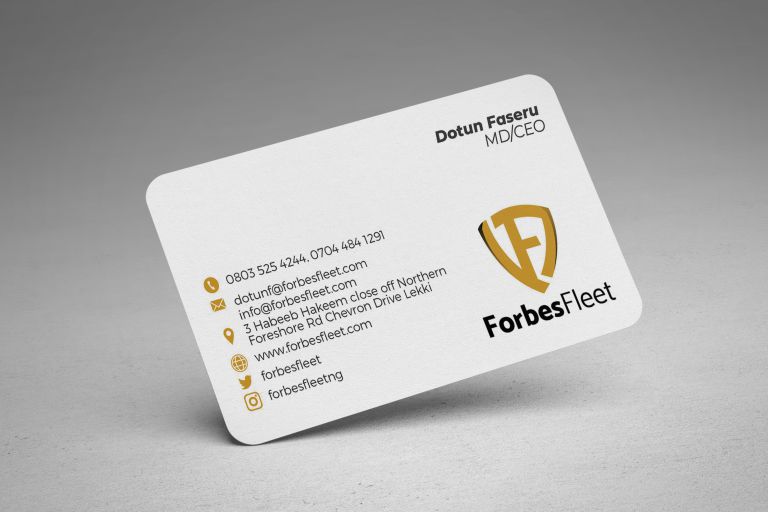 Dotun Faseru
MD/CEO
0803 525 4244, 0704 484 1291
dotunf@forbesfleet.com
info@forbesfleet.com
3 Habeeb Hakeem close off Northern
Foreshore Rd Chevron Drive Lekki
www.forbesfleet.com
forbesfleet
forbesfleetng
F
ForbesFleet